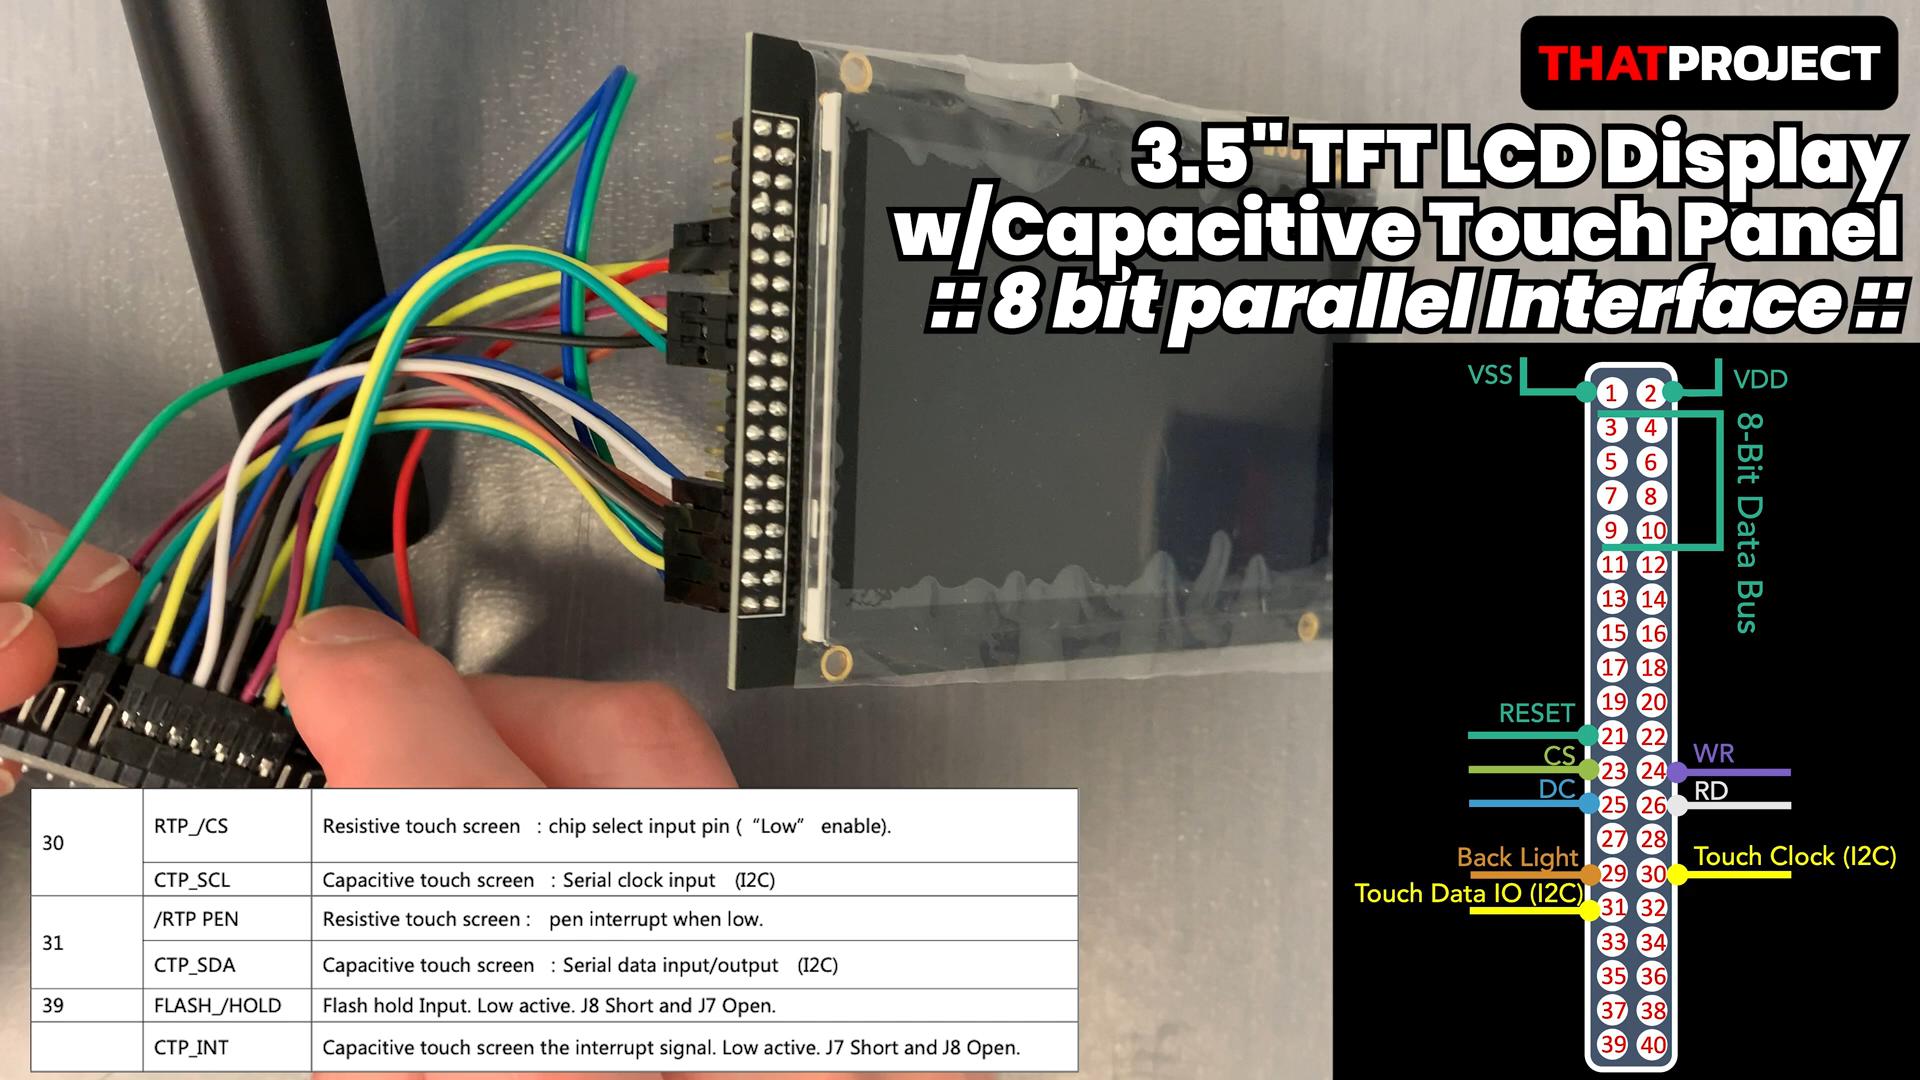 THATPROJECT
3.5" TFT LCD Display
w/Capacitive Touch Panel
:: 8 bit parallel Interface ::
VSS
VDD
1 2
3 4
5 6
7 8
9 10
11 12
13 14
15 16
17 18
19 20
21 22
23 24
25 26
27 28
29 30
31 32
33 34
35 36
37 38
39 40
8-Bit Data Bus
RESET
CS
WR
DC
RD
Back Light
Touch Clock (I2C)
Touch Data IO (I2C)
30 RTP_/CS Resistive touch screen : chip select input pin ( “Low” enable).
CTP_SCL Capacitive touch screen : Serial clock input (I2C)
31 /RTP PEN Resistive touch screen : pen interrupt when low.
CTP_SDA Capacitive touch screen : Serial data input/output (I2C)
39 FLASH_/HOLD Flash hold Input. Low active. J8 Short and J7 Open.
CTP_INT Capacitive touch screen the interrupt signal. Low active. J7 Short and J8 Open.